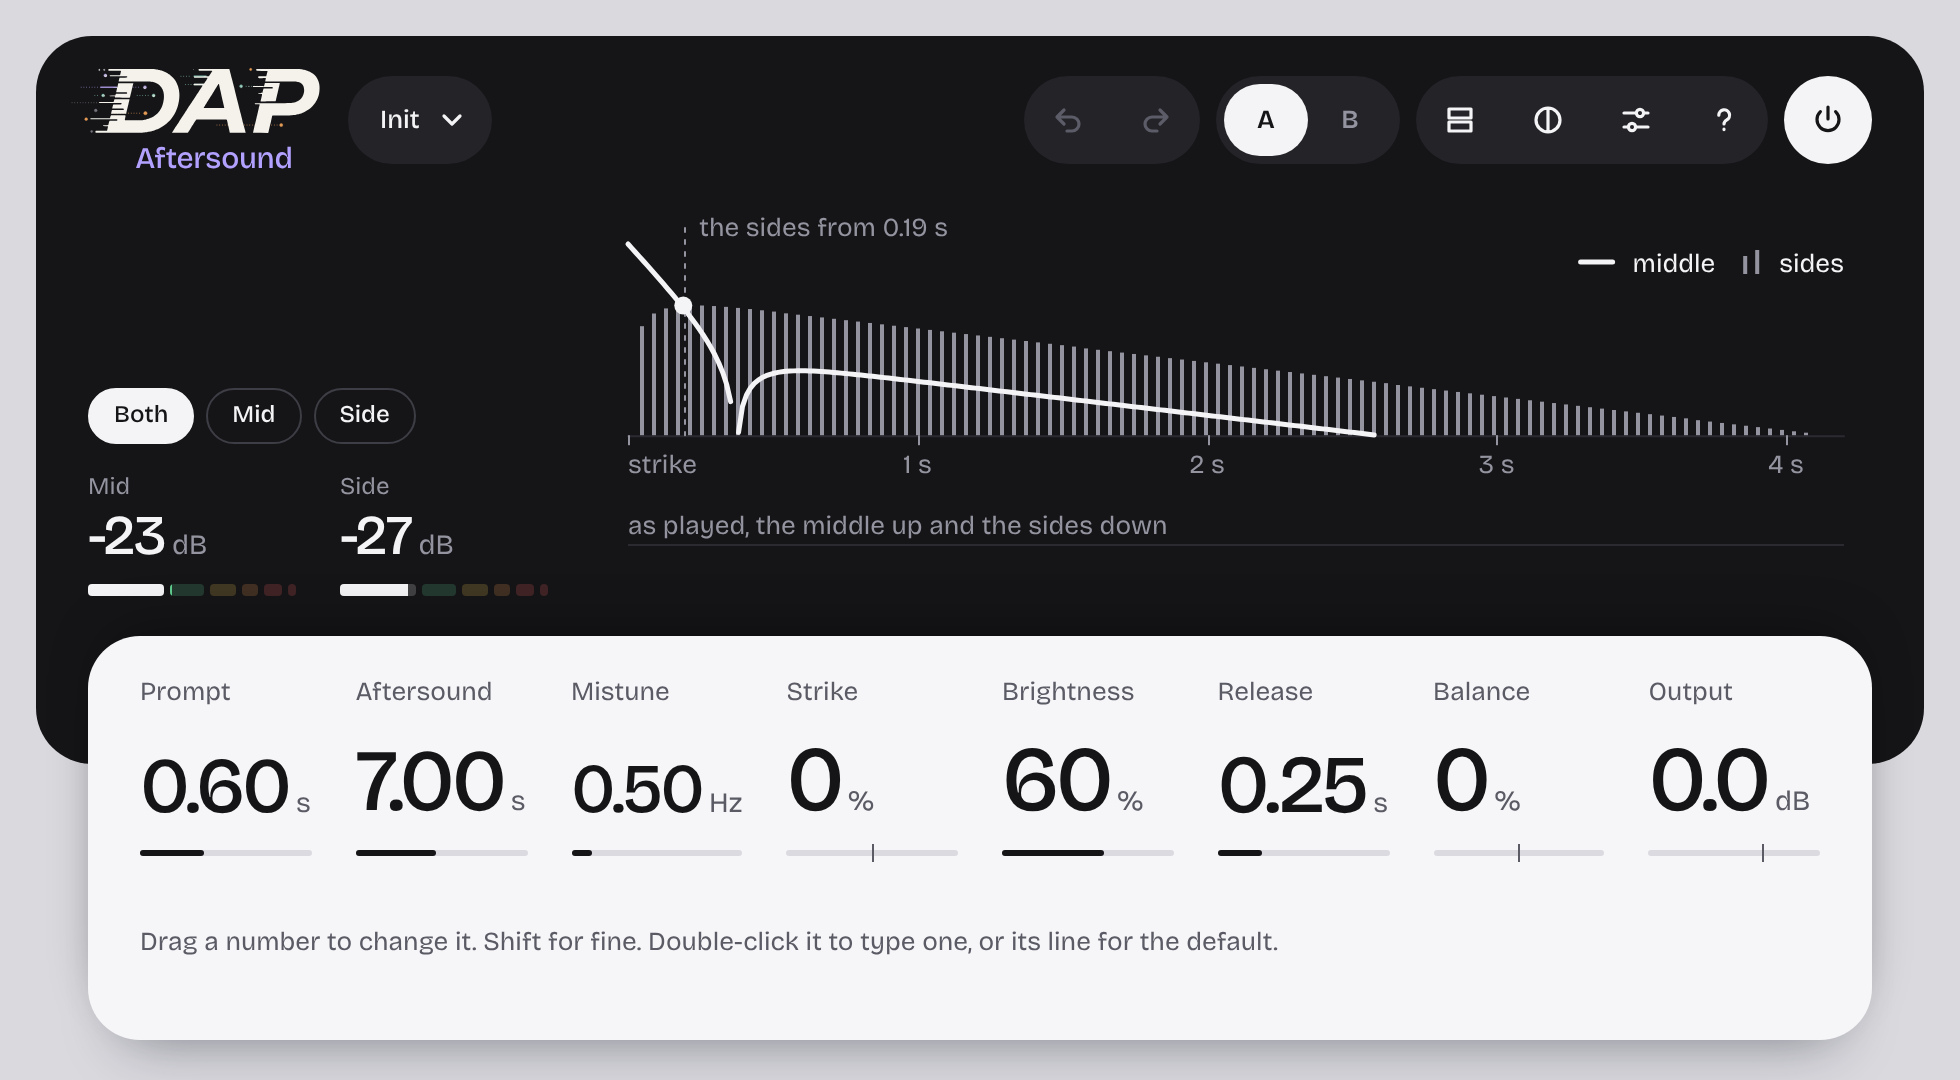 DAP
Aftersound
Init
A
B
?
the sides from 0.19 s
middle
sides
Both
Mid
Side
strike
1 s
2 s
3 s
4 s
Mid
Side
-23 dB
-27 dB
as played, the middle up and the sides down
Prompt
Aftersound
Mistune
Strike
Brightness
Release
Balance
Output
0.60 s
7.00 s
0.50 Hz
0 %
60 %
0.25 s
0 %
0.0 dB
Drag a number to change it. Shift for fine. Double-click it to type one, or its line for the default.